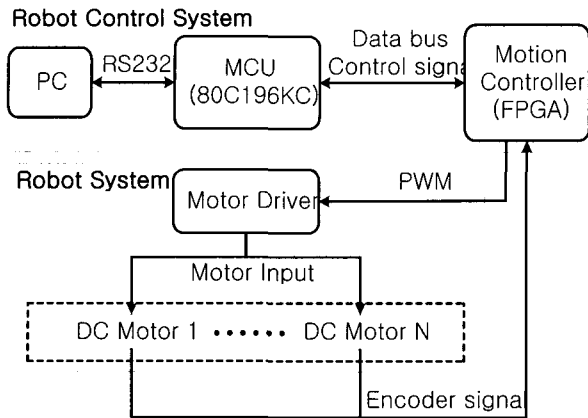 Robot Control System
PC
RS232
MCU
(80C196KC)
Data bus
Control signa
Motion
Controller
(FPGA)
Robot System
Motor Driver
PWM
Motor Input
DC Motor 1 ...... DC Motor N
Encoder signal